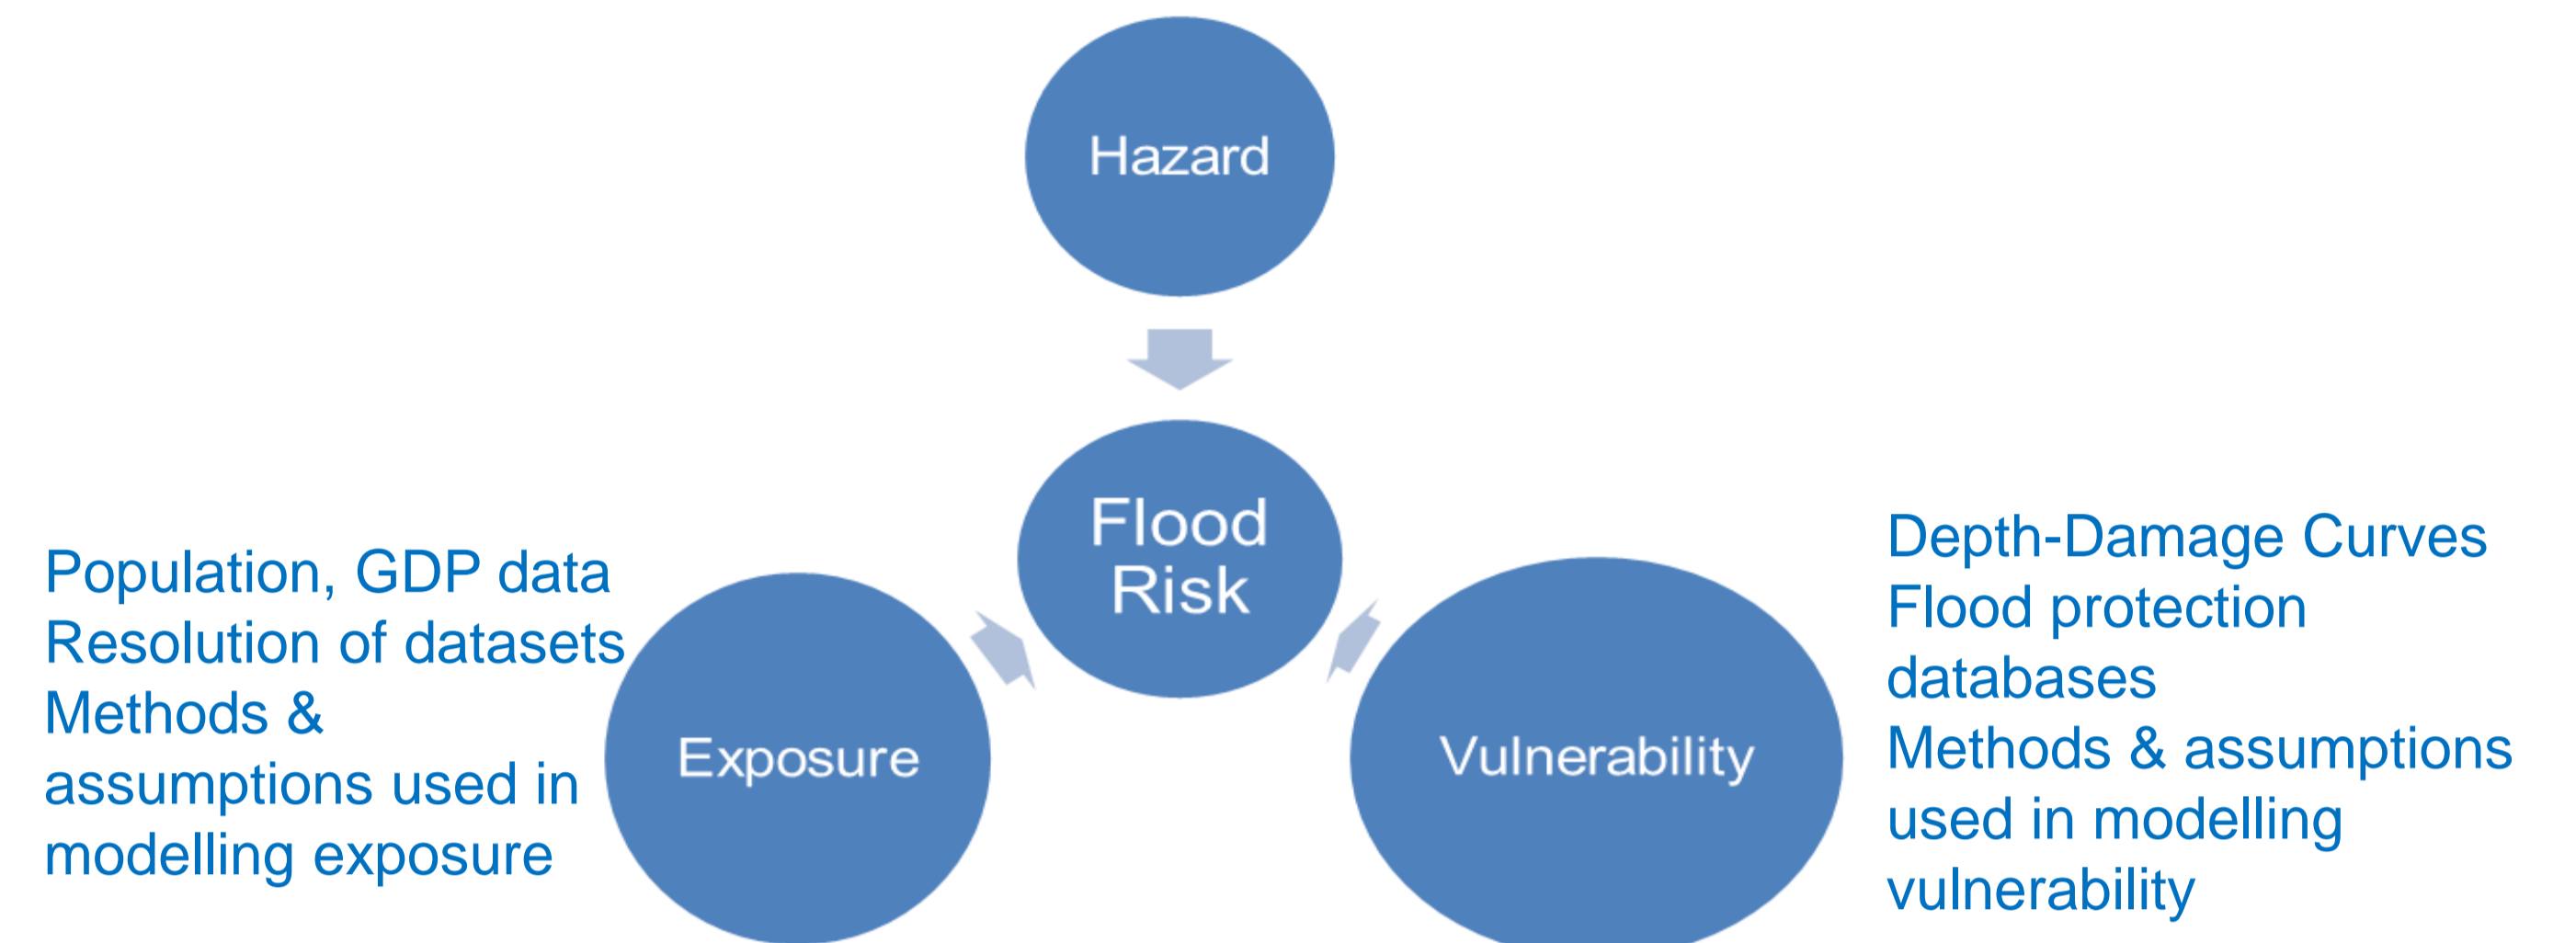 Hazard
Flood
Risk
Population, GDP data
Resolution of datasets
Methods &
assumptions used in
modelling exposure
Exposure
Vulnerability
Depth-Damage Curves
Flood protection
databases
Methods & assumptions
used in modelling
vulnerability